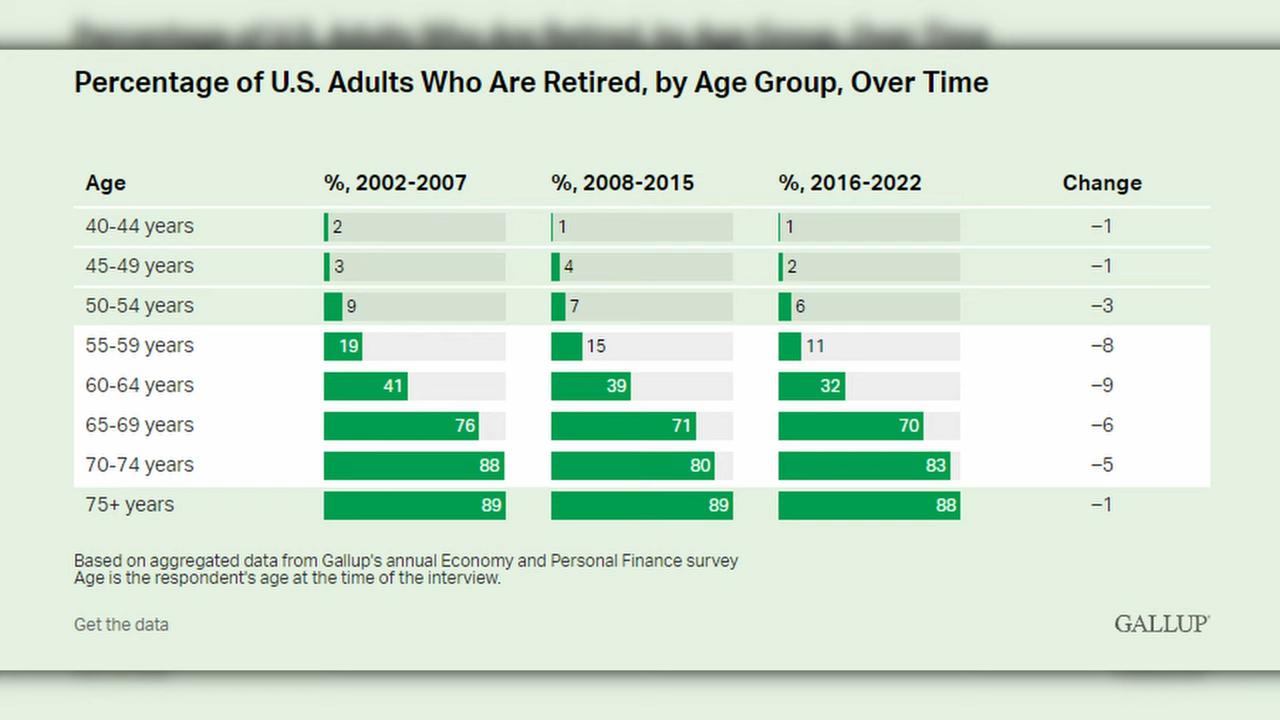 Percentage of U.S. Adults Who Are Retired, by Age Group, Over Time
Age %, 2002-2007 %, 2008-2015 %, 2016-2022 Change
40-44 years 2 1 1 −1
45-49 years 3 4 2 −1
50-54 years 9 7 6 −3
55-59 years 19 15 11 −8
60-64 years 41 39 32 −9
65-69 years 76 71 70 −6
70-74 years 88 80 83 −5
75+ years 89 89 88 −1
Based on aggregated data from Gallup's annual Economy and Personal Finance survey
Age is the respondent's age at the time of the interview.
Get the data
GALLUP